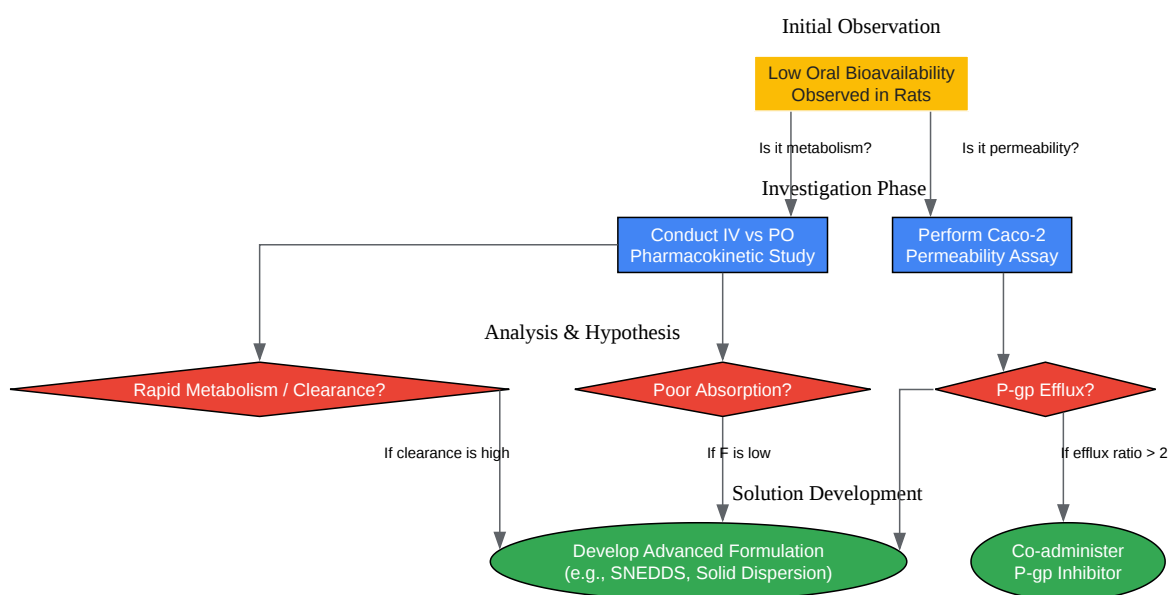 Initial Observation
Low Oral Bioavailability
Observed in Rats
Is it metabolism?
Is it permeability?
Investigation Phase
Conduct IV vs PO
Pharmacokinetic Study
Perform Caco-2
Permeability Assay
Analysis & Hypothesis
Rapid Metabolism / Clearance?
Poor Absorption?
P-gp Efflux?
If clearance is high
If F is low
If efflux ratio > 2
Solution Development
Develop Advanced Formulation
(e.g., SNEDDS, Solid Dispersion)
Co-administer
P-gp Inhibitor